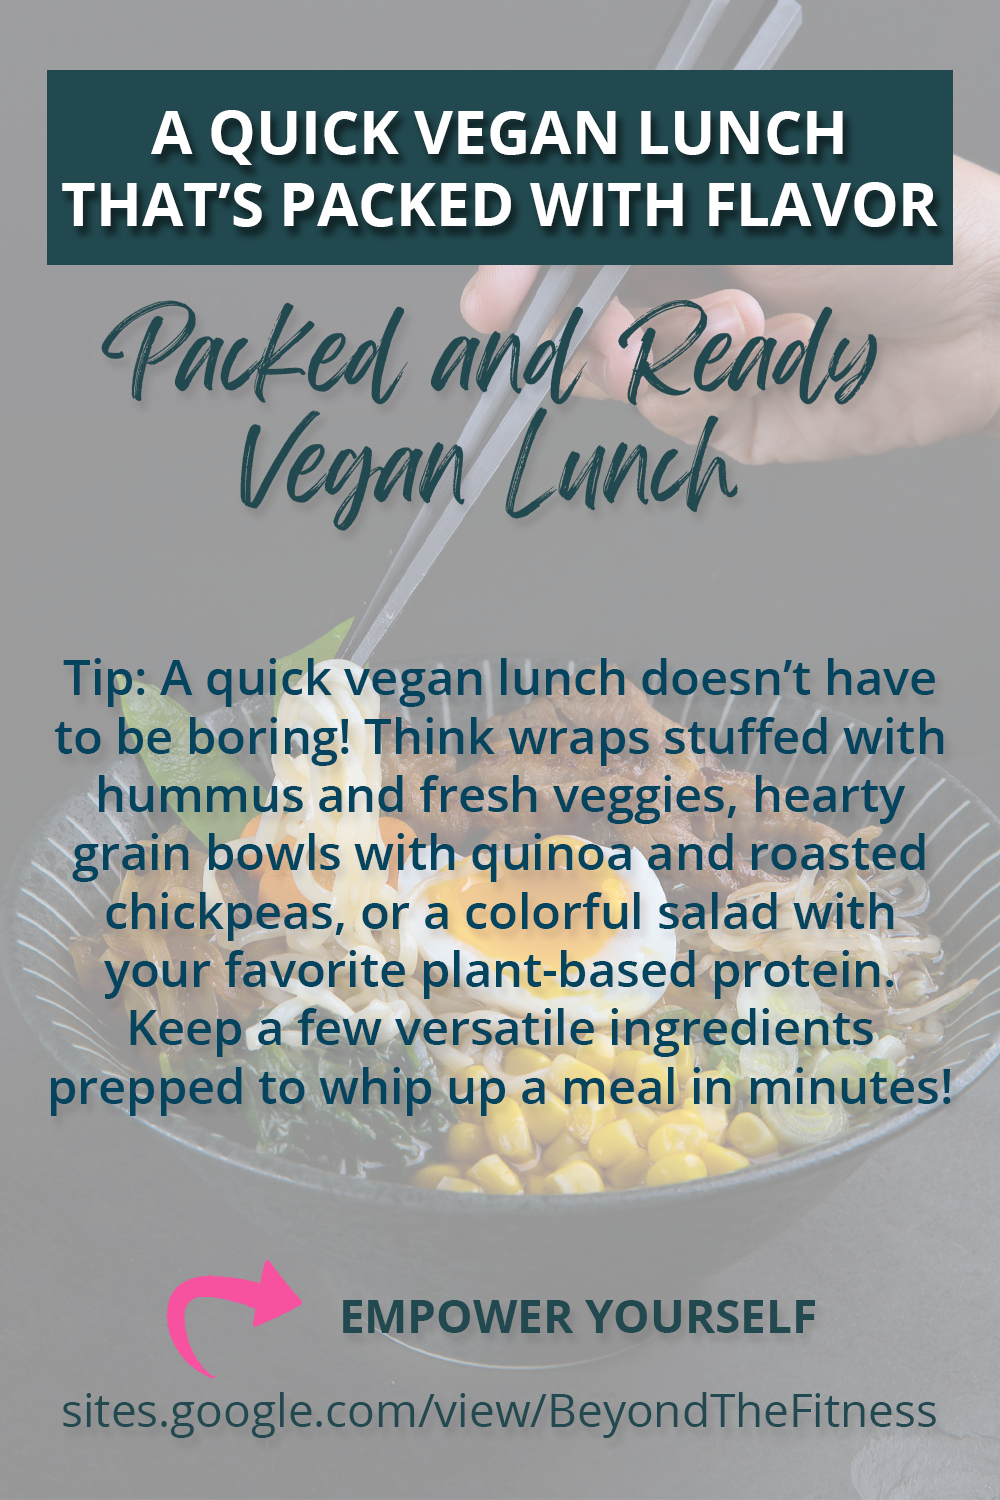 A QUICK VEGAN LUNCH
THAT’S PACKED WITH FLAVOR
Packed and Ready
Vegan Lunch
Tip: A quick vegan lunch doesn’t have
to be boring! Think wraps stuffed with
hummus and fresh veggies, hearty
grain bowls with quinoa and roasted
chickpeas, or a colorful salad with
your favorite plant-based protein.
Keep a few versatile ingredients
prepped to whip up a meal in minutes!
EMPOWER YOURSELF
sites.google.com/view/BeyondTheFitness